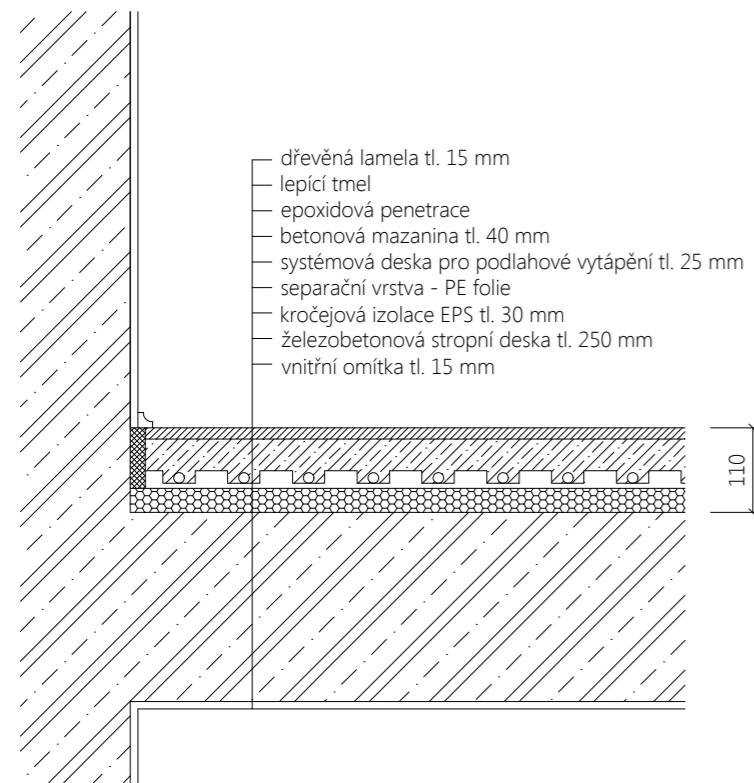 dřevěná lamela tl. 15 mm
lepící tmel
epoxidová penetrace
betonová mazanina tl. 40 mm
systémová deska pro podlahové vytápění tl. 25 mm
separační vrstva - PE folie
kročejová izolace EPS tl. 30 mm
železobetonová stropní deska tl. 250 mm
vnitřní omítka tl. 15 mm
110